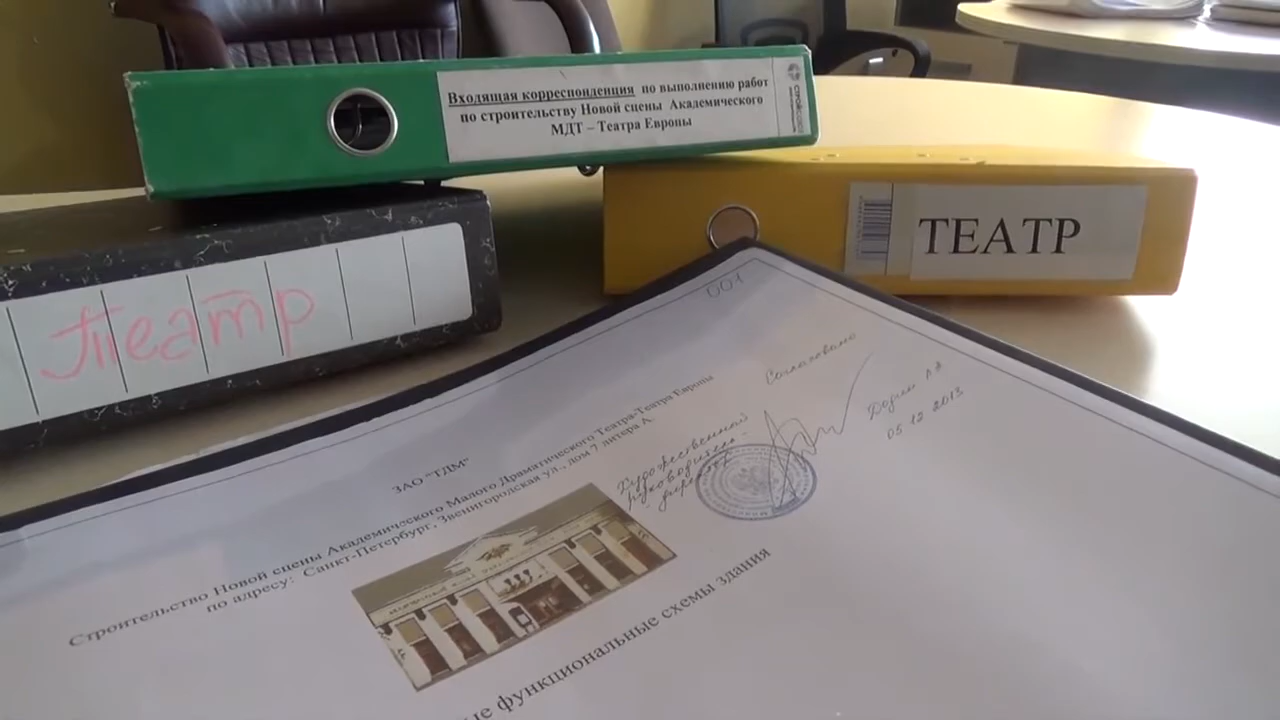 Входящая корреспонденция по выполнению работ
по строительству Новой сцены Академического
МДТ – Театра Европы
ТЕАТР
Театр
001
Согласовано
Художественный
руководитель-
Додин
05 12 2013
ЗАО "ТДМ"
Строительство Новой сцены Академического Малого Драматического Театра-Театра Европы
по адресу: Санкт-Петербург, Звенигородская ул., дом 7 литера А.
функциональные схемы здания